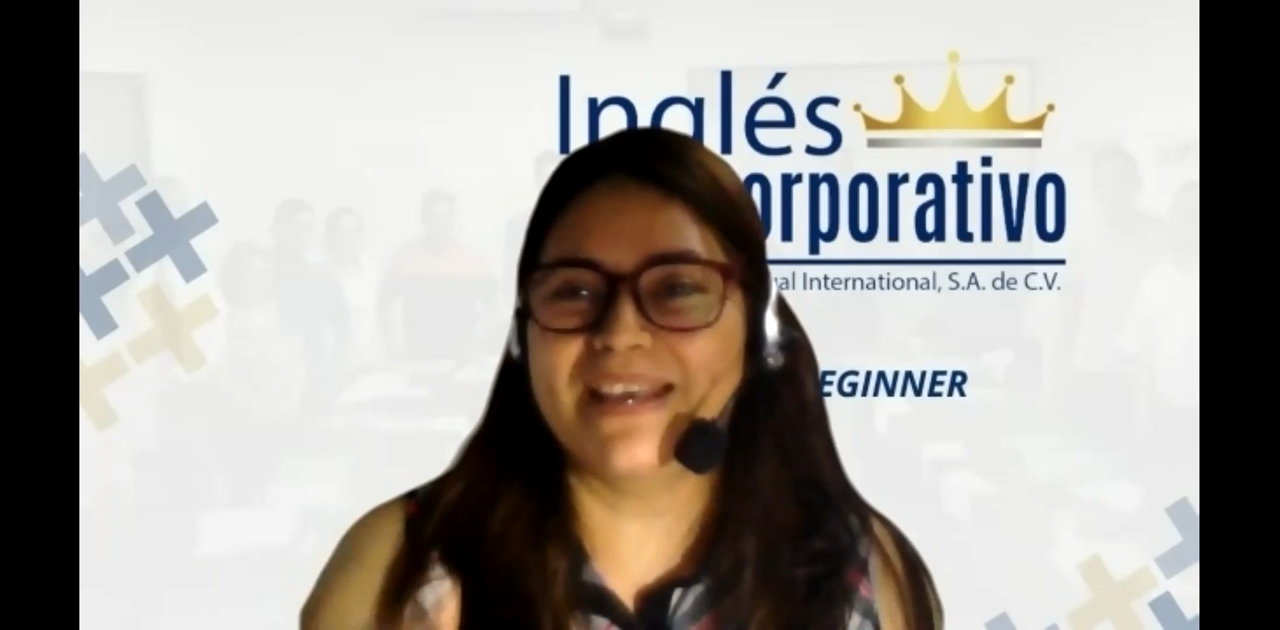 Inglés
orporativo
al International, S.A. de C.V.
EGINNER